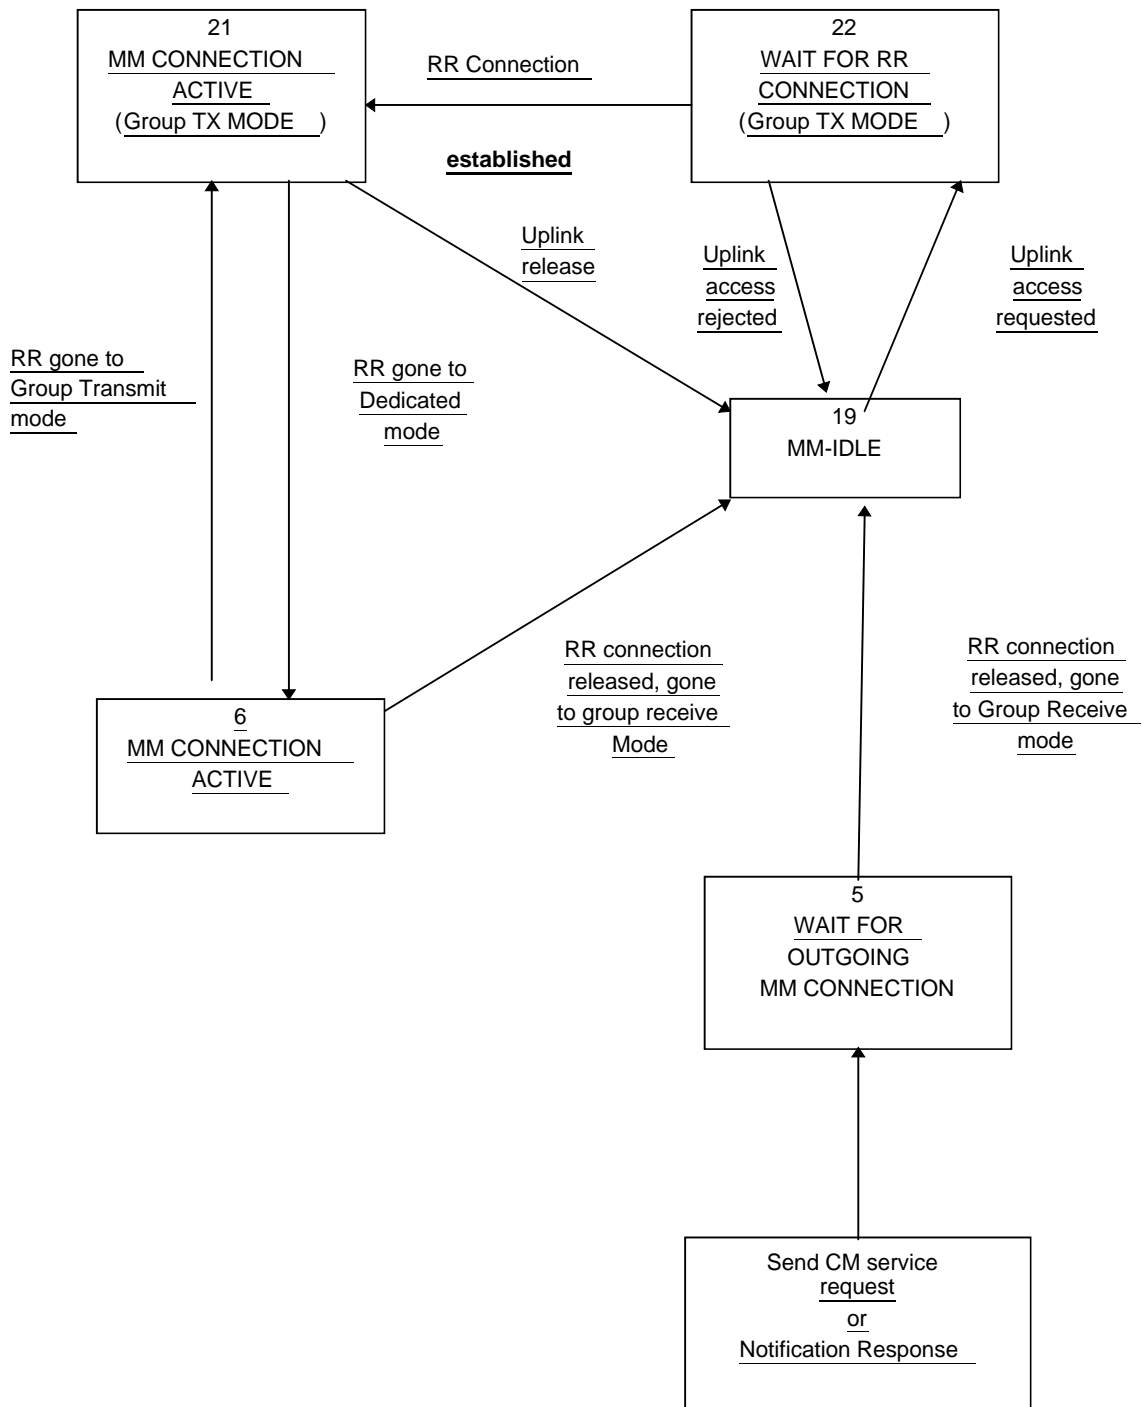 21
MM CONNECTION
ACTIVE
(Group TX MODE )
RR Connection
established
22
WAIT FOR RR
CONNECTION
(Group TX MODE )
Uplink
release
Uplink
access
rejected
Uplink
access
requested
RR gone to
Group Transmit
mode
RR gone to
Dedicated
mode
19
MM-IDLE
RR connection
released, gone
to group receive
Mode
RR connection
released, gone
to Group Receive
mode
6
MM CONNECTION
ACTIVE
5
WAIT FOR
OUTGOING
MM CONNECTION
Send CM service
request
or
Notification Response